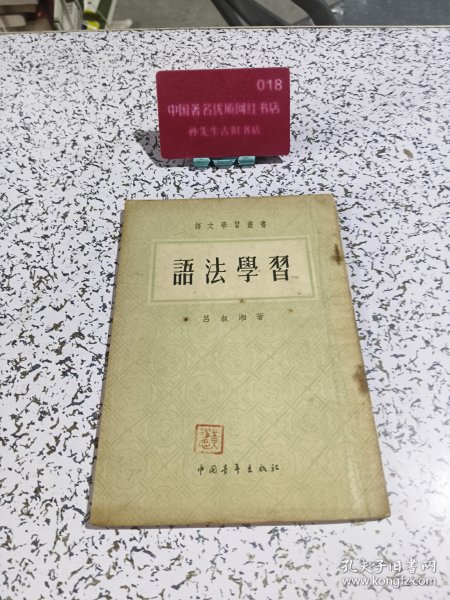 018
中国著名优质网红书店
孙先生古旧书店
語文學習叢書
語法學習
呂叔湘著
中国青年出版社
孔夫子旧书网
www.kongfz.com